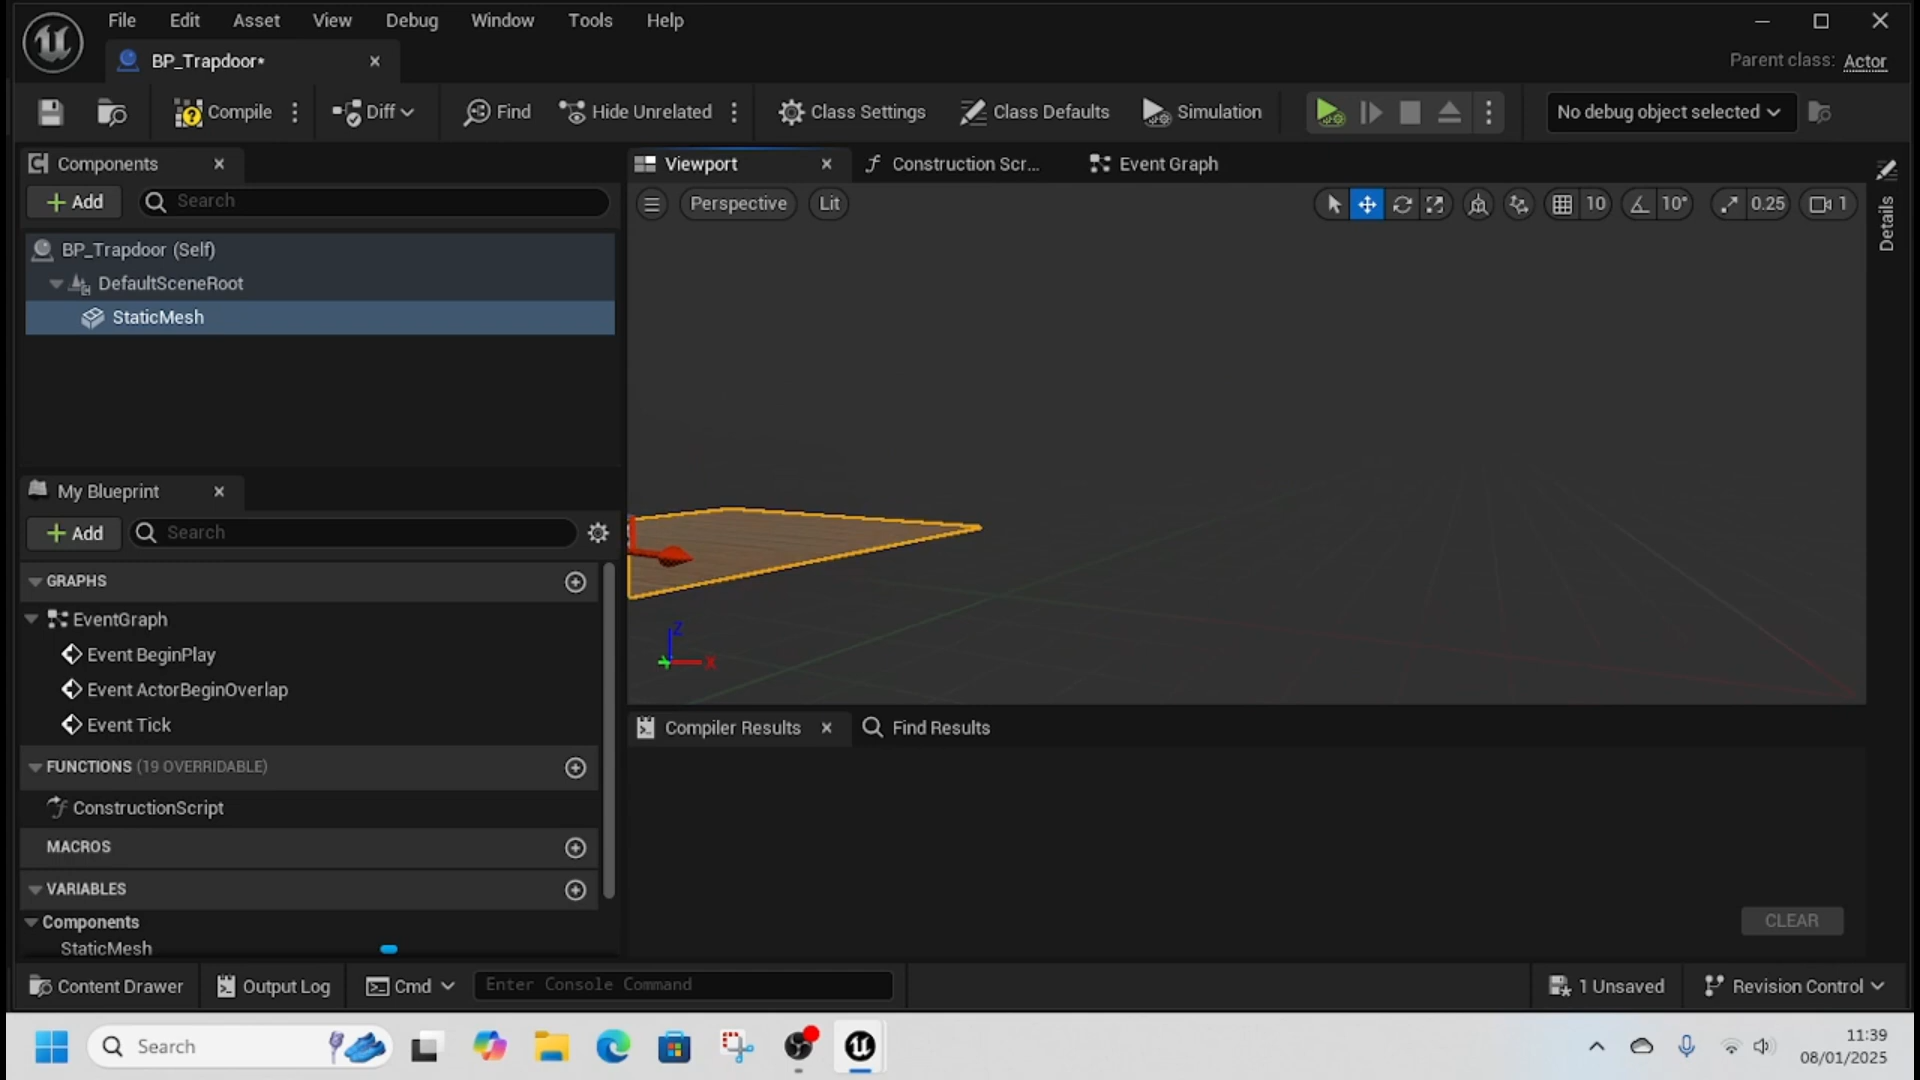 File Edit Asset View Debug Window Tools Help
BP_Trapdoor*
Parent class: Actor
Compile Diff Find Hide Unrelated Class Settings Class Defaults Simulation No debug object selected
Components
Add Search
BP_Trapdoor (Self)
DefaultSceneRoot
StaticMesh
Viewport Construction Scr... Event Graph
Perspective Lit 10 10° 0.25 1
Details
Z
X
My Blueprint
Add Search
GRAPHS
EventGraph
Event BeginPlay
Event ActorBeginOverlap
Event Tick
FUNCTIONS (19 OVERRIDABLE)
ConstructionScript
MACROS
VARIABLES
Components
StaticMesh
Compiler Results Find Results
CLEAR
Content Drawer Output Log Cmd Enter Console Command 1 Unsaved Revision Control
Search
11:39
08/01/2025